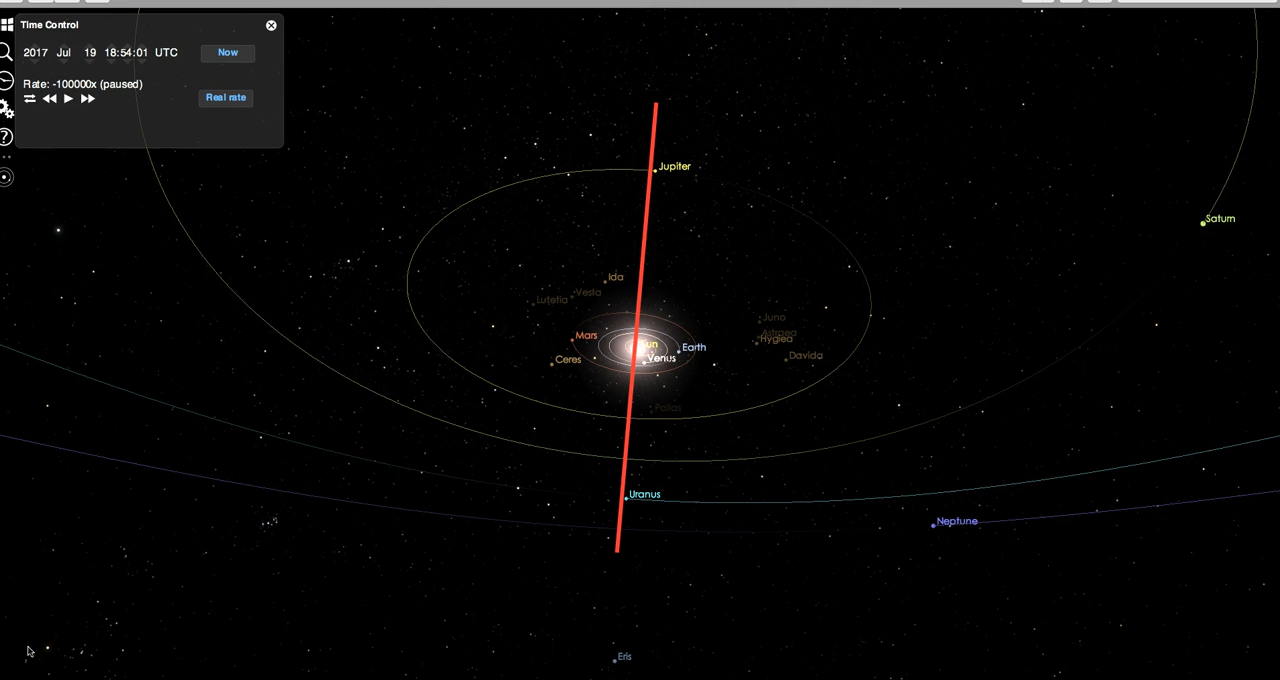 Time Control
2017 Jul 19 18:54:01 UTC
Now
Rate: -100000x (paused)
Real rate
Jupiter
Saturn
Ida
Vesta
Lutetia
Juno
Mars
Astraea
Hygiea
Earth
Venus
Ceres
Davida
Pallas
Uranus
Neptune
Eris